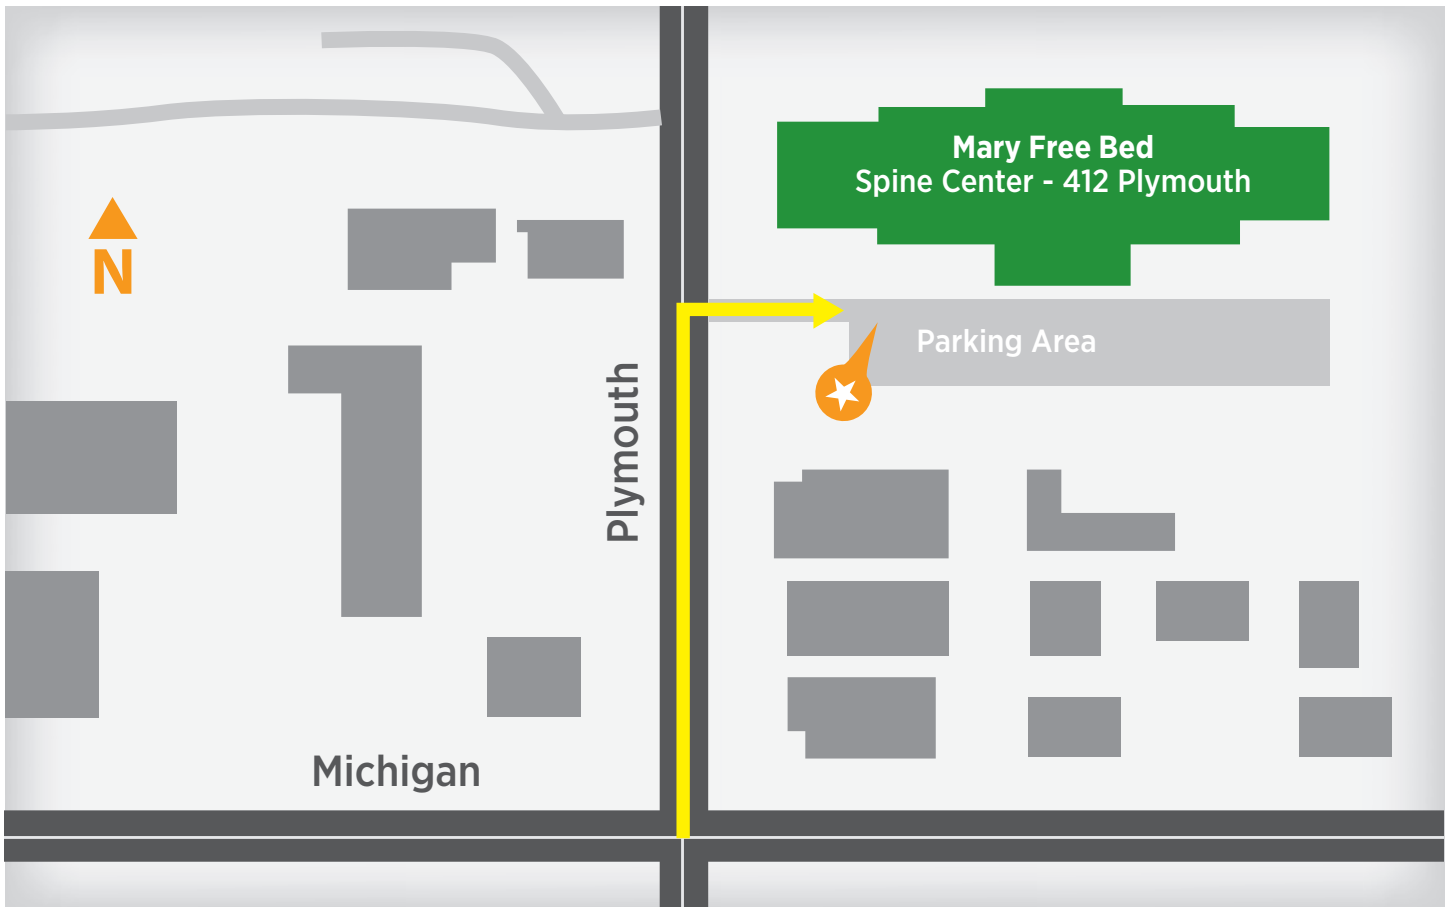 Mary Free Bed
Spine Center - 412 Plymouth
N
Parking Area
Plymouth
Michigan